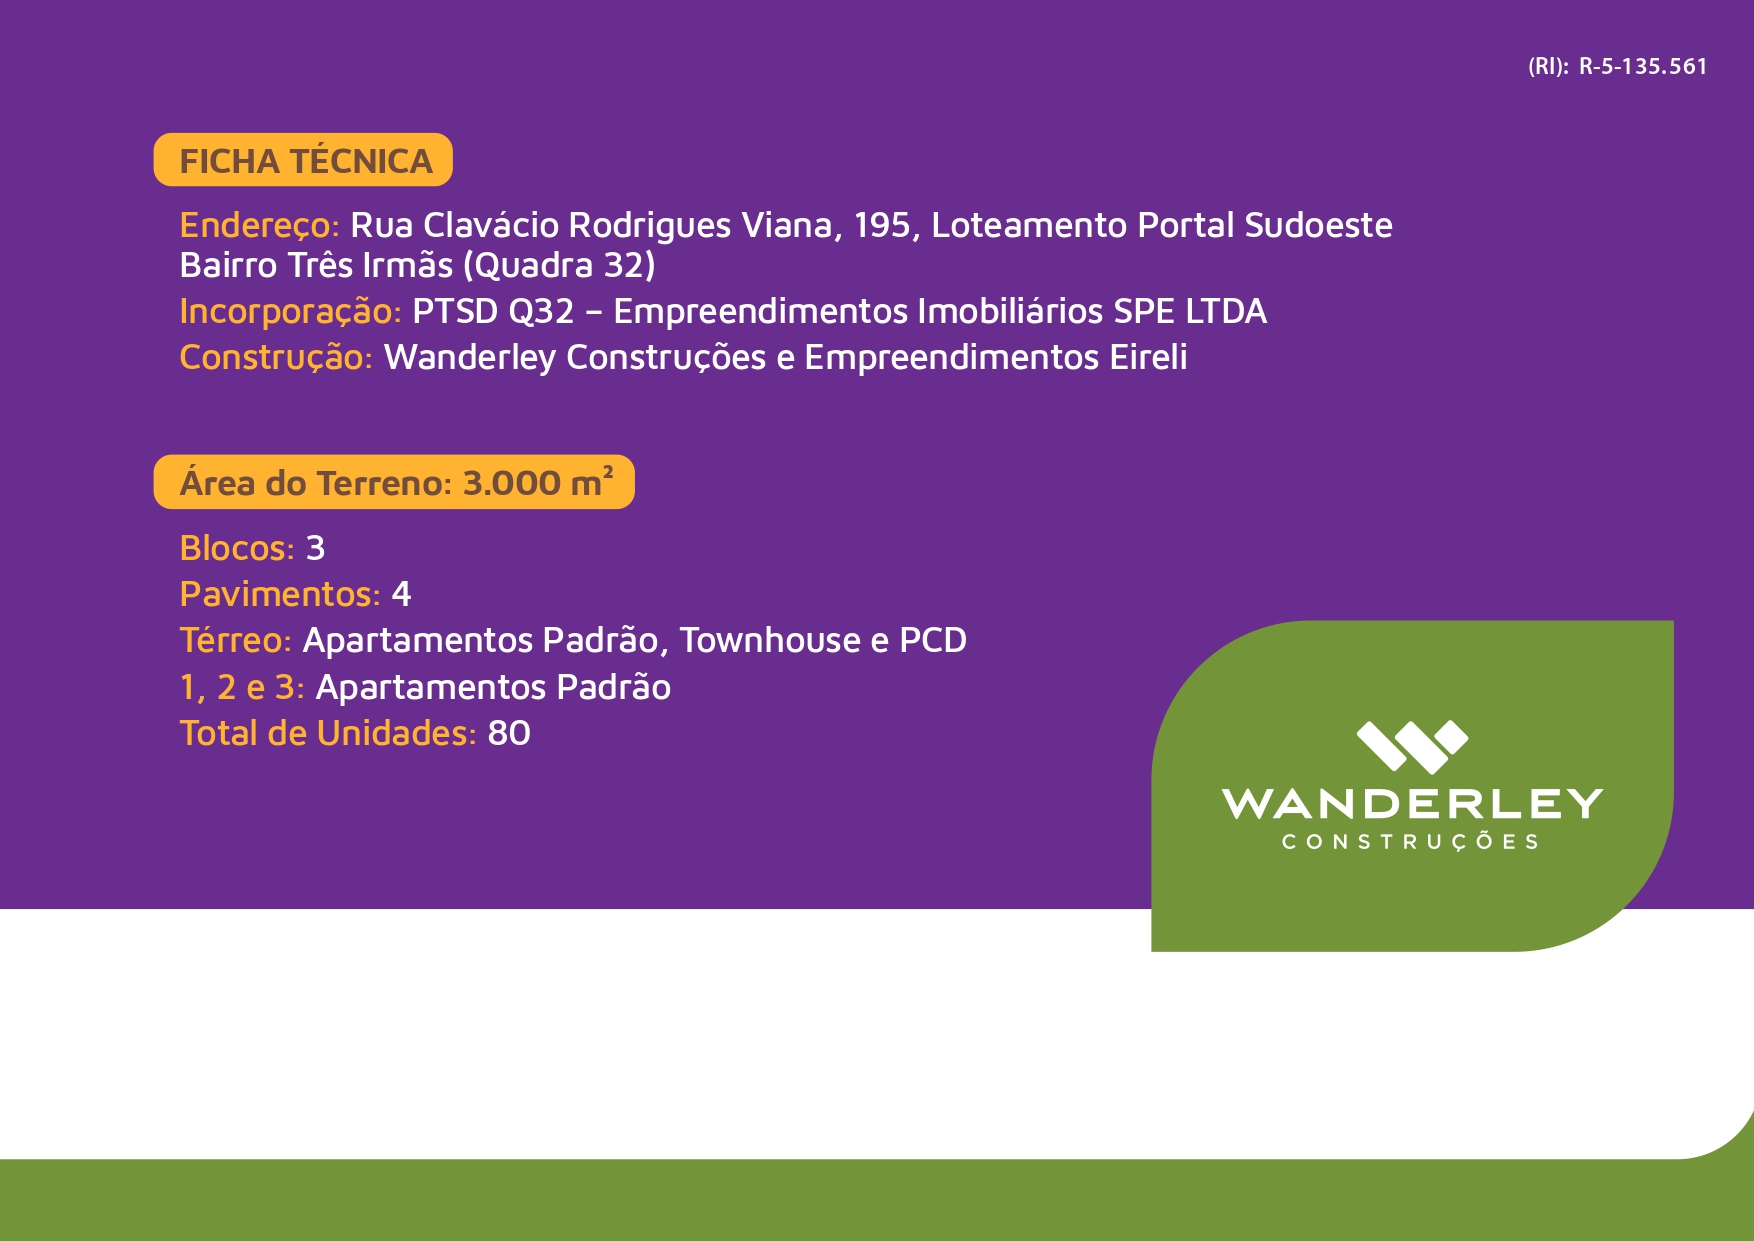 (RI): R-5-135.561
FICHA TÉCNICA
Endereço: Rua Clavácio Rodrigues Viana, 195, Loteamento Portal Sudoeste
Bairro Três Irmãs (Quadra 32)
Incorporação: PTSD Q32 – Empreendimentos Imobiliários SPE LTDA
Construção: Wanderley Construções e Empreendimentos Eireli
Área do Terreno: 3.000 m²
Blocos: 3
Pavimentos: 4
Térreo: Apartamentos Padrão, Townhouse e PCD
1, 2 e 3: Apartamentos Padrão
Total de Unidades: 80
WANDERLEY
CONSTRUÇÕES